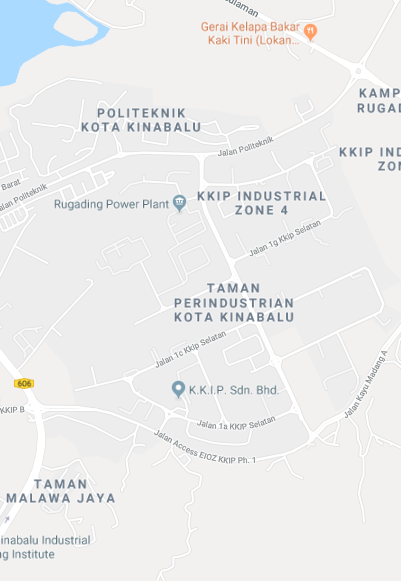 Sulaman
Gerai Kelapa Bakar
Kaki Tini (Lokan...
KAMP
RUGAD
POLITEKNIK
KOTA KINABALU
Jalan Politeknik
KKIP IND
ZON
Barat
Jalan Politeknik
Rugading Power Plant
KKIP INDUSTRIAL
ZONE 4
Jalan 1g Kkip Selatan
TAMAN
PERINDUSTRIAN
KOTA KINABALU
Jalan 1c Kkip Selatan
606
K.K.I.P. Sdn. Bhd.
Jalan Kayu Madang A
KKIP B
Jalan 1a KKIP Selatan
Jalan Access EIOZ KKIP Ph. 1
TAMAN
MALAWA JAYA
inabalu Industrial
ng Institute